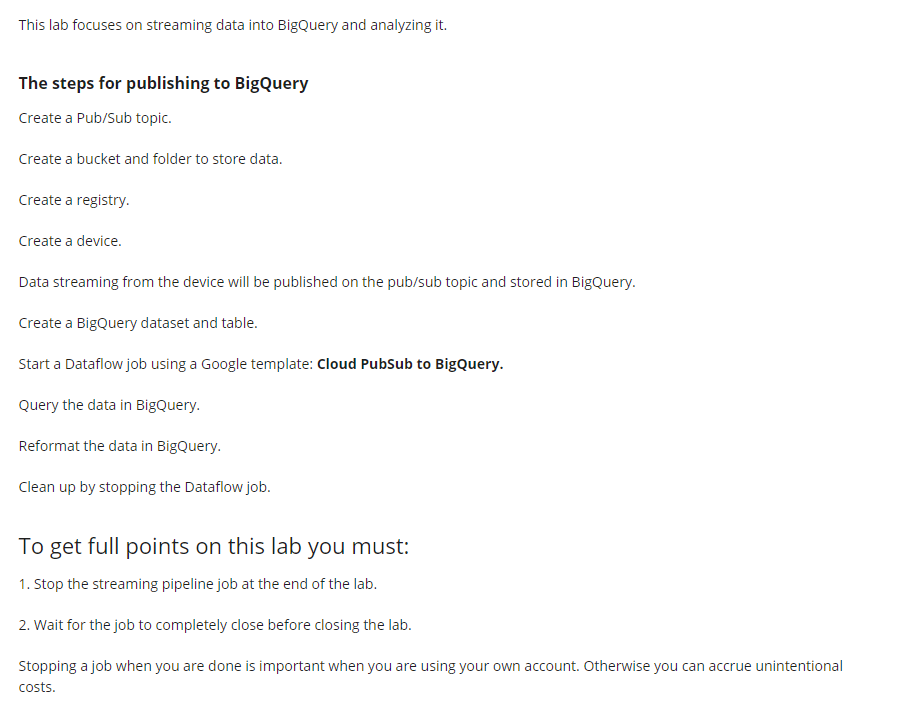 This lab focuses on streaming data into BigQuery and analyzing it.
The steps for publishing to BigQuery
Create a Pub/Sub topic.
Create a bucket and folder to store data.
Create a registry.
Create a device.
Data streaming from the device will be published on the pub/sub topic and stored in BigQuery.
Create a BigQuery dataset and table.
Start a Dataflow job using a Google template: Cloud PubSub to BigQuery.
Query the data in BigQuery.
Reformat the data in BigQuery.
Clean up by stopping the Dataflow job.
To get full points on this lab you must:
1. Stop the streaming pipeline job at the end of the lab.
2. Wait for the job to completely close before closing the lab.
Stopping a job when you are done is important when you are using your own account. Otherwise you can accrue unintentional
costs.